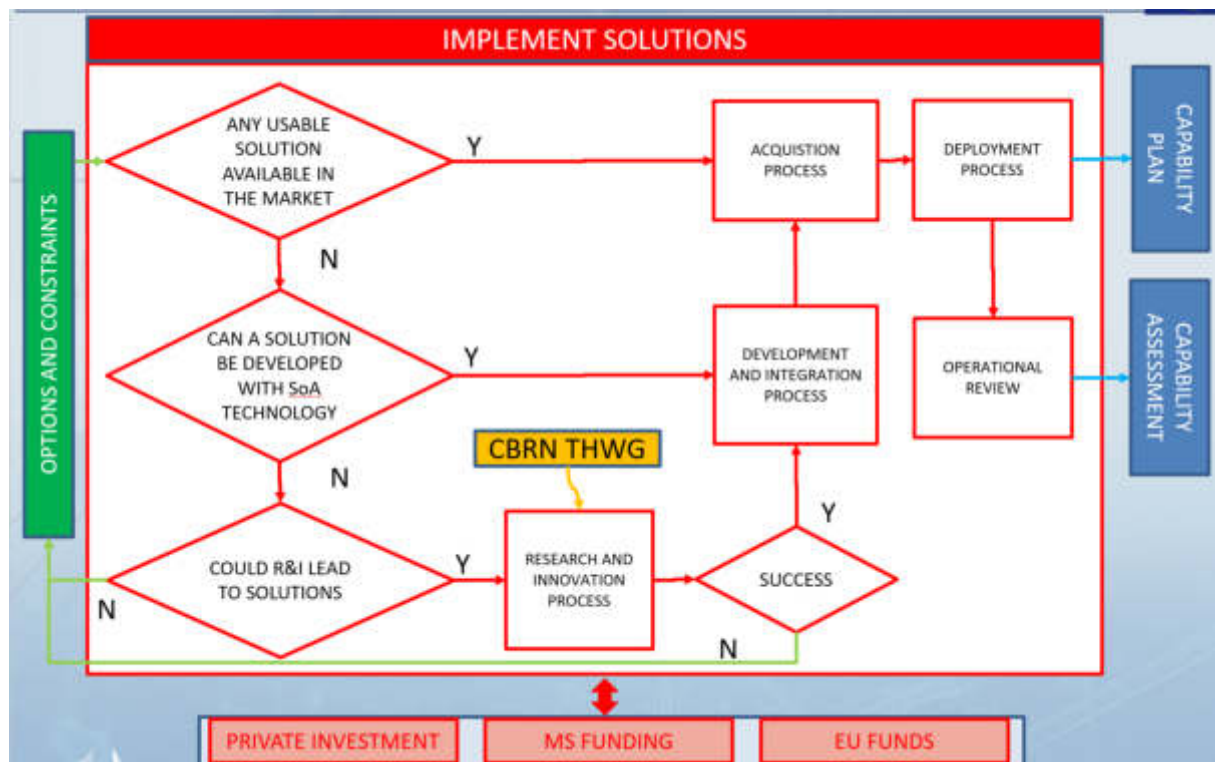 IMPLEMENT SOLUTIONS
OPTIONS AND CONSTRAINTS
ANY USABLE
SOLUTION
AVAILABLE IN
THE MARKET
Y
N
ACQUISTION
PROCESS
DEPLOYMENT
PROCESS
CAPABILITY
PLAN
CAN A SOLUTION
BE DEVELOPED
WITH SoA
TECHNOLOGY
Y
N
DEVELOPMENT
AND INTEGRATION
PROCESS
OPERATIONAL
REVIEW
CAPABILITY
ASSESSMENT
CBRN THWG
COULD R&I LEAD
TO SOLUTIONS
Y
N
RESEARCH AND
INNOVATION
PROCESS
SUCCESS
Y
N
PRIVATE INVESTMENT
MS FUNDING
EU FUNDS